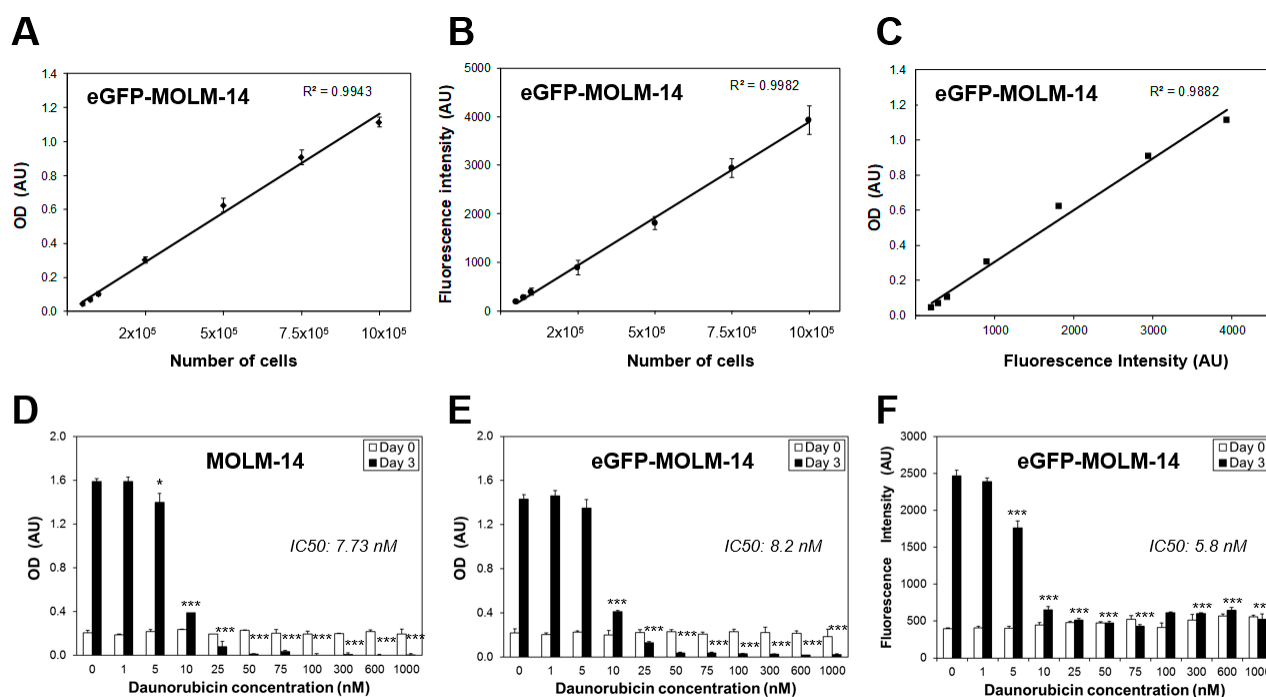 A
eGFP-MOLM-14
R² = 0.9943
1.4
1.2
1.0
0.8
0.6
0.4
0.2
0.0
OD (AU)
2x10⁵
5x10⁵
7.5x10⁵
10x10⁵
Number of cells
B
eGFP-MOLM-14
R² = 0.9982
5000
4000
3000
2000
1000
0
Fluorescence intensity (AU)
2x10⁵
5x10⁵
7.5x10⁵
10x10⁵
Number of cells
C
eGFP-MOLM-14
R² = 0.9882
1.4
1.2
1.0
0.8
0.6
0.4
0.2
0.0
OD (AU)
1000
2000
3000
4000
Fluorescence Intensity (AU)
D
MOLM-14
Day 0
Day 3
2.0
1.6
1.2
0.8
0.4
0.0
OD (AU)
*
***
***
***
***
***
***
***
***
IC50: 7.73 nM
0 1 5 10 25 50 75 100 300 600 1000
Daunorubicin concentration (nM)
E
eGFP-MOLM-14
Day 0
Day 3
2.0
1.6
1.2
0.8
0.4
0.0
OD (AU)
***
***
***
***
***
***
***
***
IC50: 8.2 nM
0 1 5 10 25 50 75 100 300 600 1000
Daunorubicin concentration (nM)
F
eGFP-MOLM-14
Day 0
Day 3
3000
2500
2000
1500
1000
500
0
Fluorescence Intensity (AU)
***
***
***
***
***
***
***
IC50: 5.8 nM
0 1 5 10 25 50 75 100 300 600 1000
Daunorubicin concentration (nM)